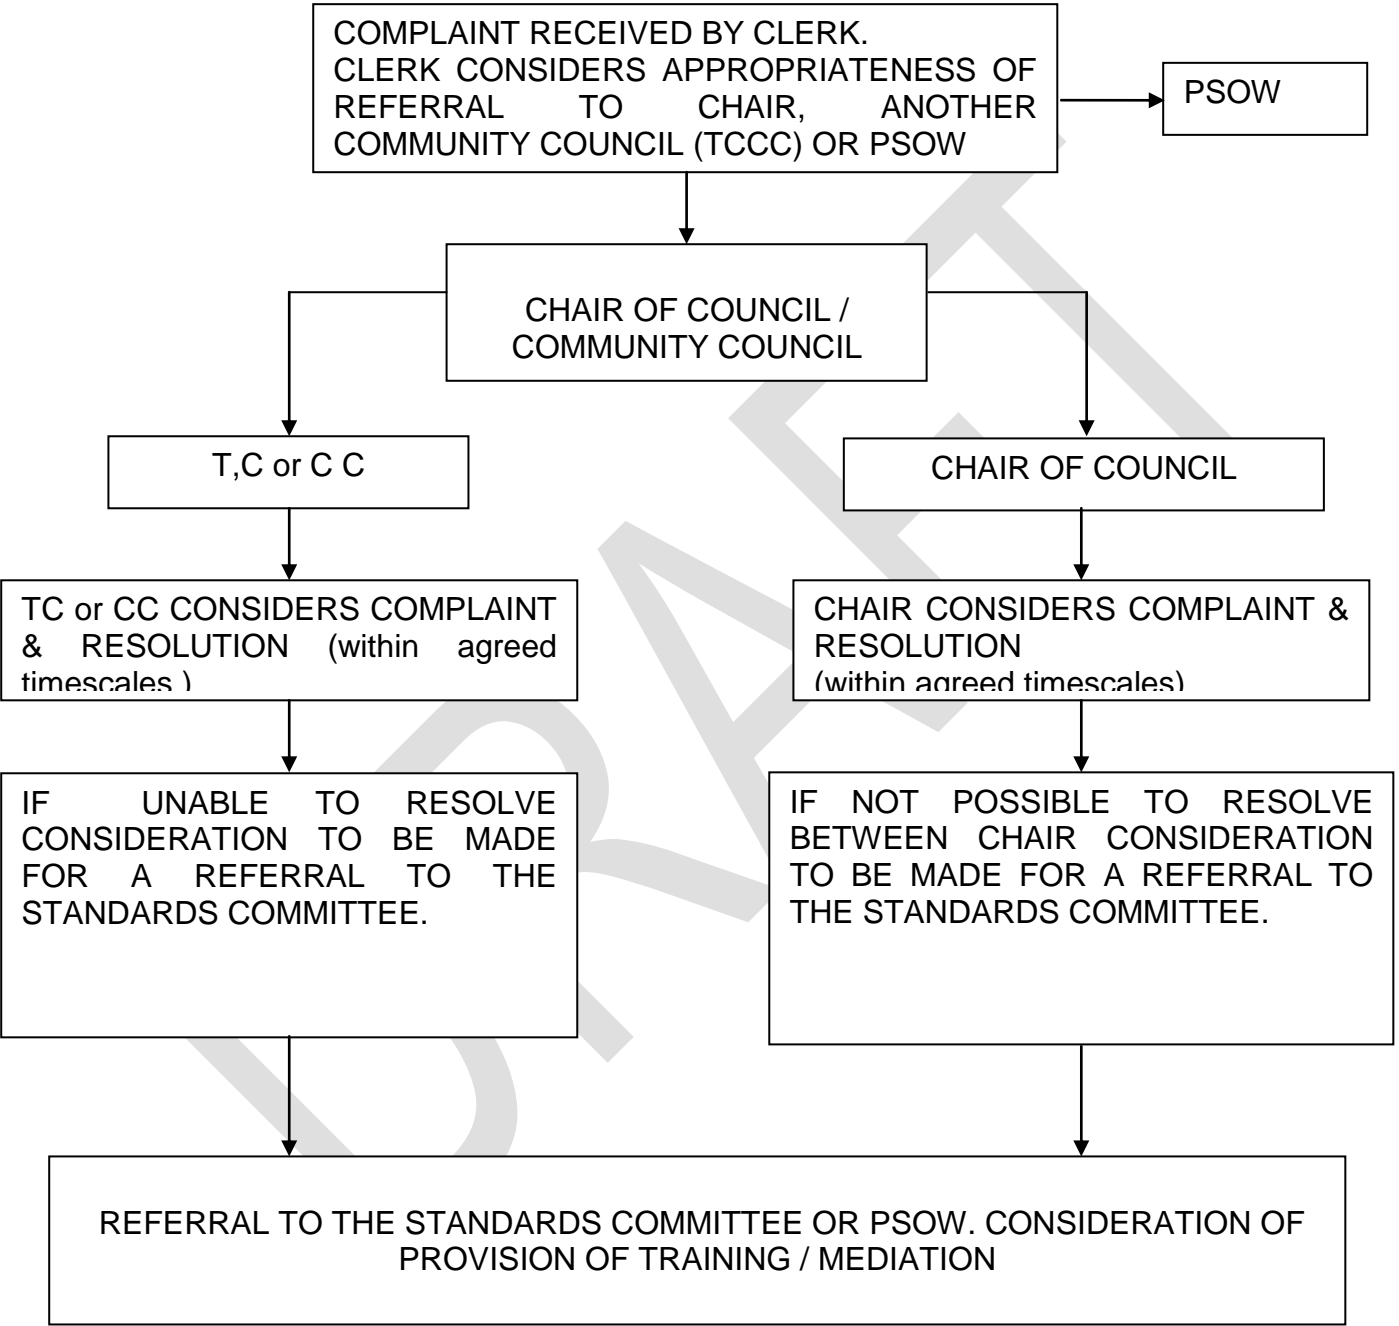 COMPLAINT RECEIVED BY CLERK.
CLERK CONSIDERS APPROPRIATENESS OF
REFERRAL TO CHAIR, ANOTHER
COMMUNITY COUNCIL (TCCC) OR PSOW
PSOW
CHAIR OF COUNCIL /
COMMUNITY COUNCIL
T,C or C C
CHAIR OF COUNCIL
TC or CC CONSIDERS COMPLAINT
& RESOLUTION (within agreed
timescales )
CHAIR CONSIDERS COMPLAINT &
RESOLUTION
(within agreed timescales)
IF UNABLE TO RESOLVE
CONSIDERATION TO BE MADE
FOR A REFERRAL TO THE
STANDARDS COMMITTEE.
IF NOT POSSIBLE TO RESOLVE
BETWEEN CHAIR CONSIDERATION
TO BE MADE FOR A REFERRAL TO
THE STANDARDS COMMITTEE.
REFERRAL TO THE STANDARDS COMMITTEE OR PSOW. CONSIDERATION OF
PROVISION OF TRAINING / MEDIATION
DRAFT